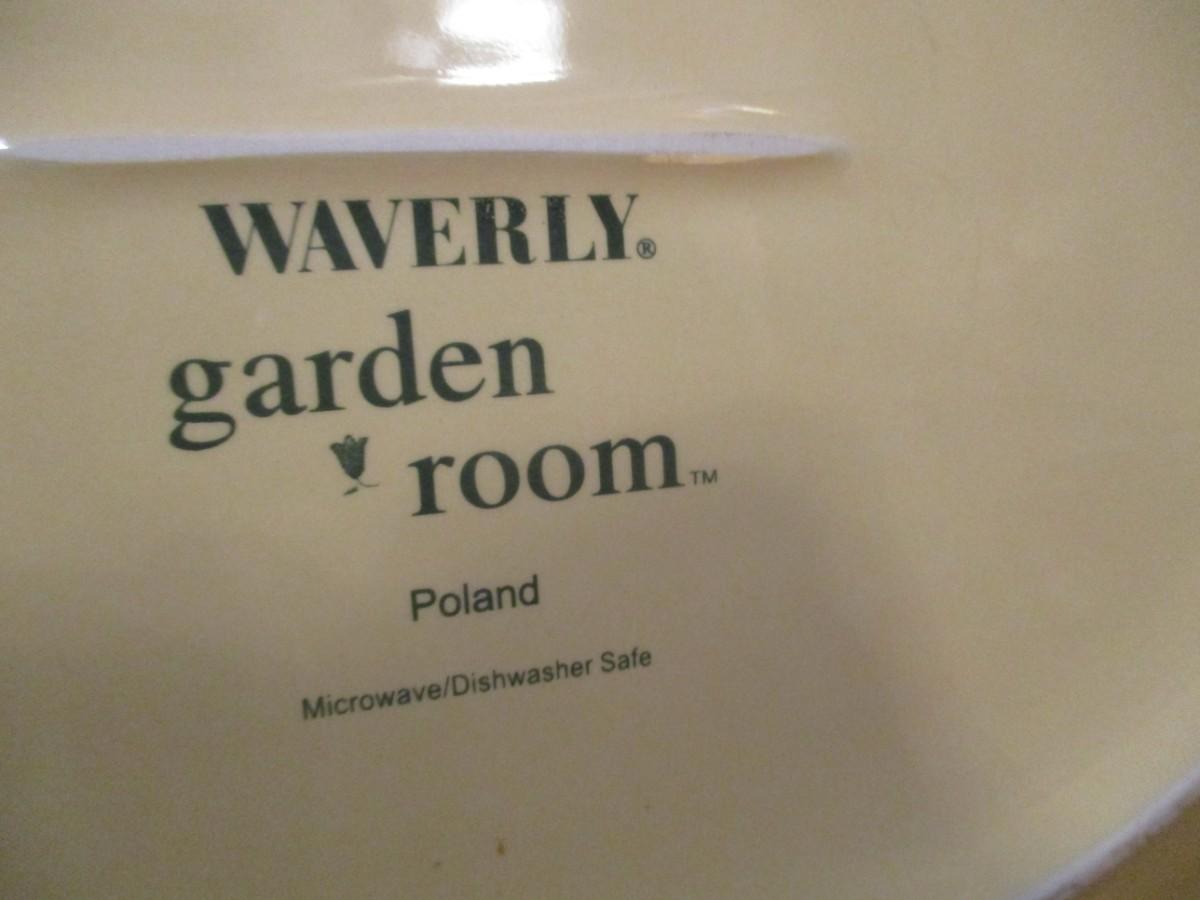 WAVERLY®
garden
room™
Poland
Microwave/Dishwasher Safe